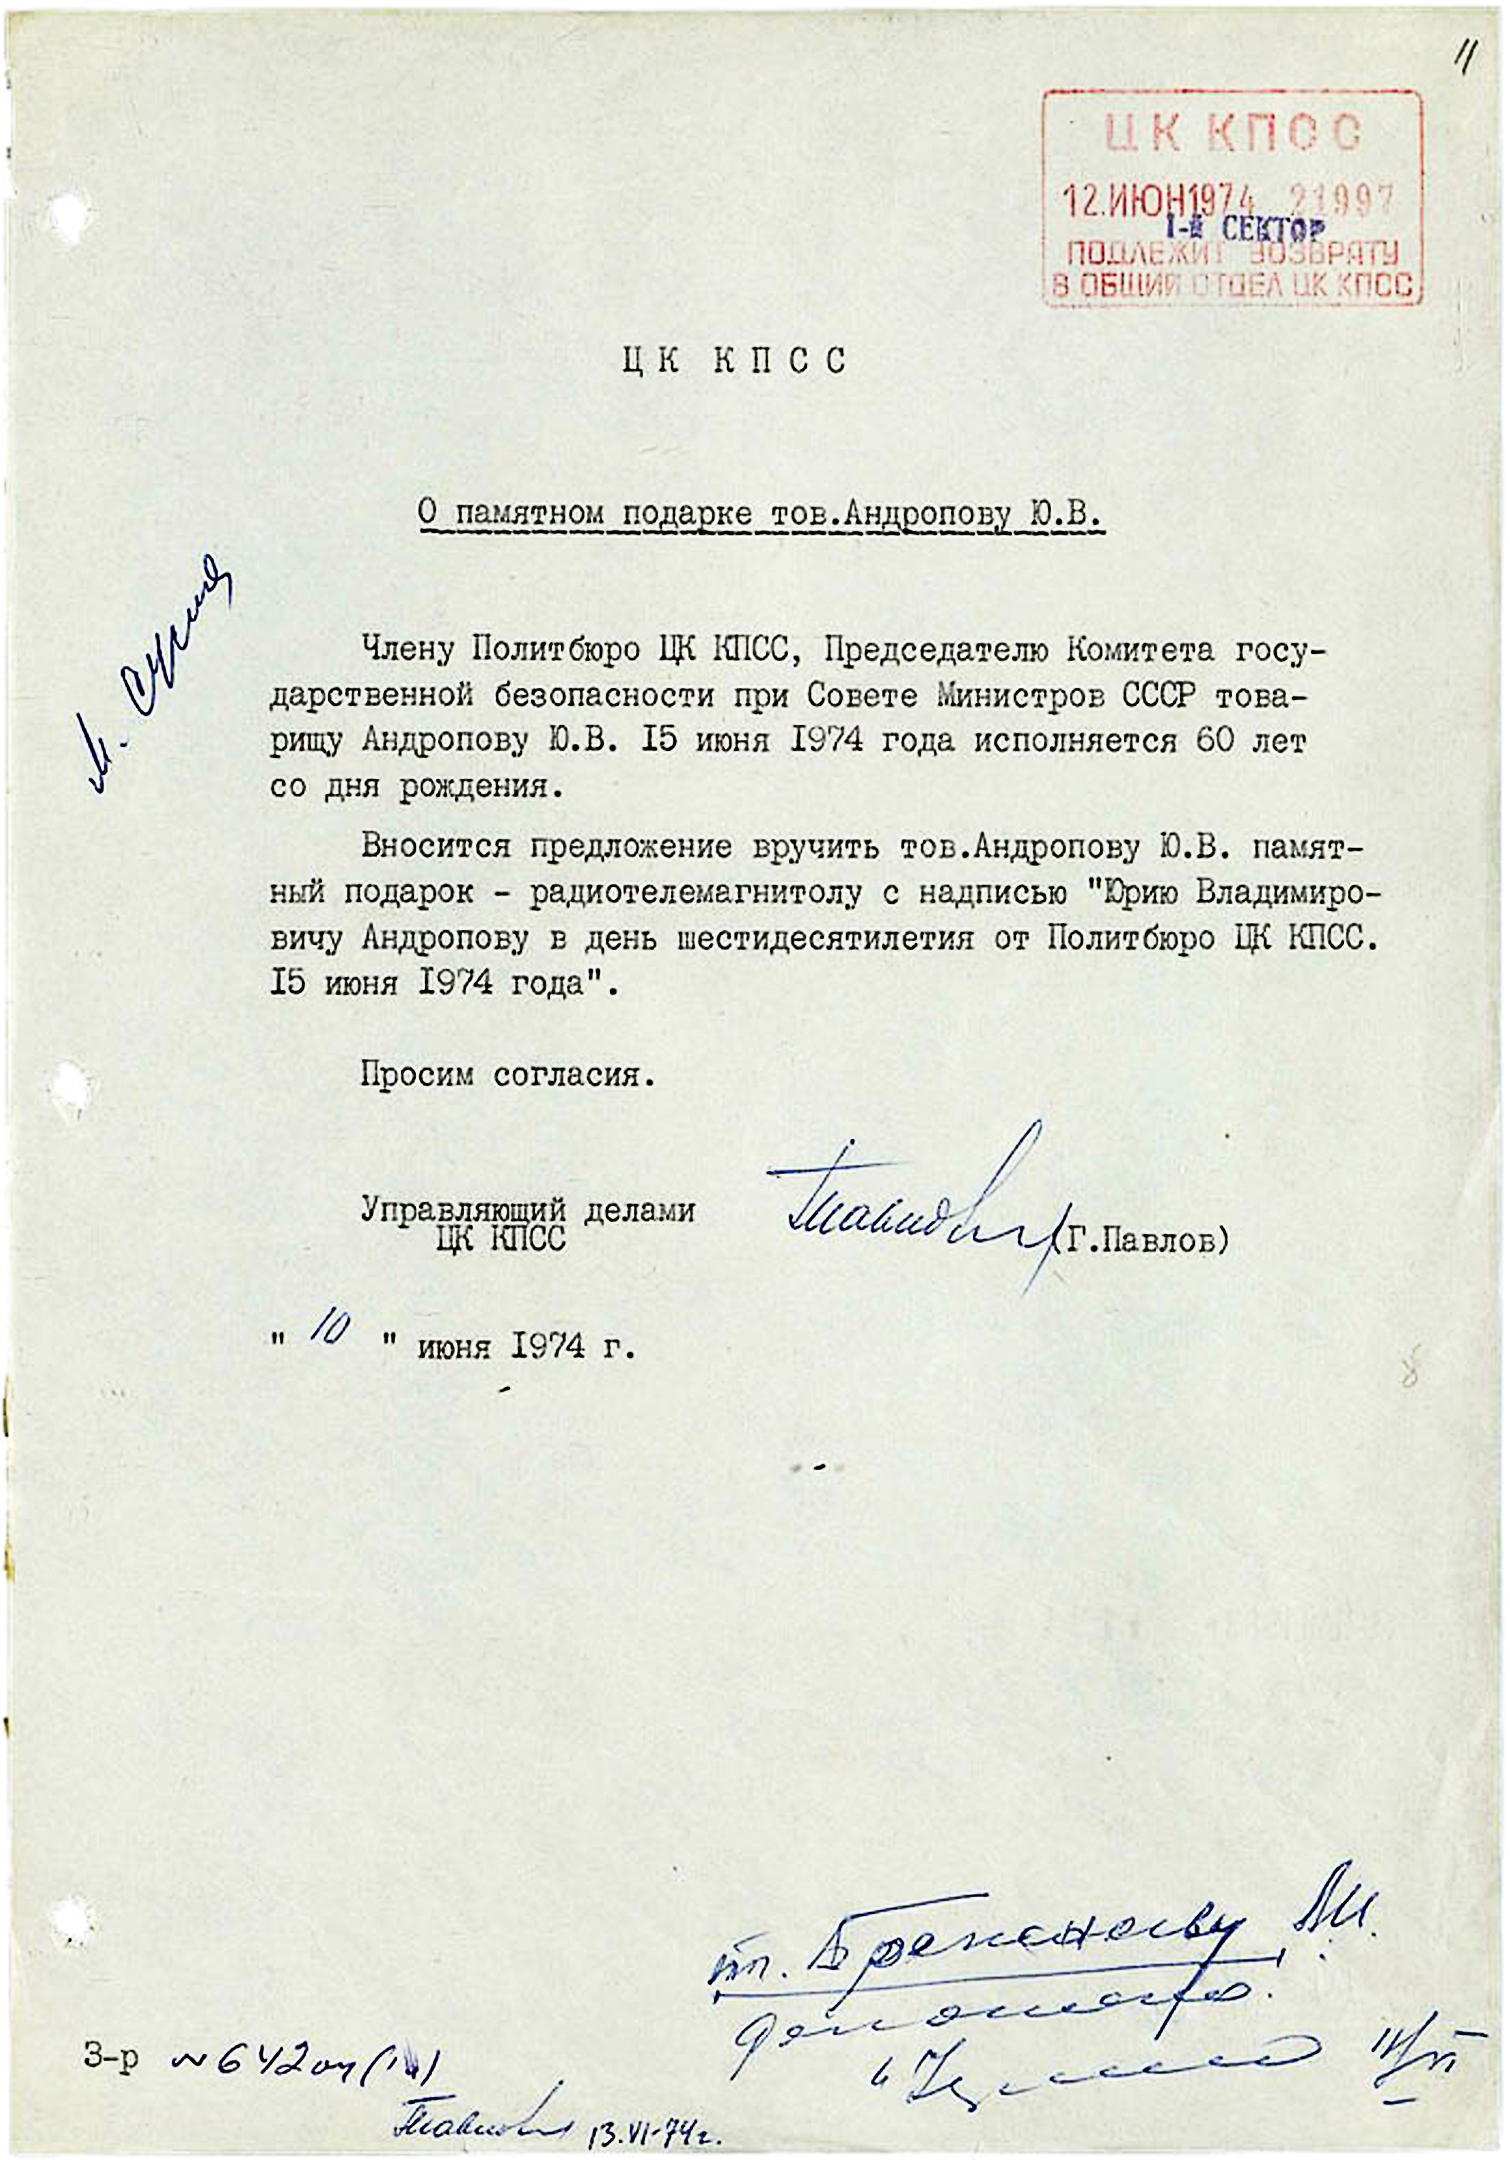 11
ЦК КПСС
12.ИЮН1974 21997
I-й СЕКТОР
ПОДЛЕЖИТ ВОЗВРАТУ
В ОБЩИЙ ОТДЕЛ ЦК КПСС
ЦК КПСС
О памятном подарке тов.Андропову Ю.В.
М. Суслов
Члену Политбюро ЦК КПСС, Председателю Комитета госу-
дарственной безопасности при Совете Министров СССР това-
рищу Андропову Ю.В. 15 июня 1974 года исполняется 60 лет
со дня рождения.
Вносится предложение вручить тов.Андропову Ю.В. памят-
ный подарок - радиотелемагнитолу с надписью "Юрию Владимиро-
вичу Андропову в день шестидесятилетия от Политбюро ЦК КПСС.
15 июня 1974 года".
Просим согласия.
Управляющий делами
ЦК КПСС
(Г.Павлов)
" 10 " июня 1974 г.
тт. Брежневу Л.И.
3-р № 642
13.VI-74г.